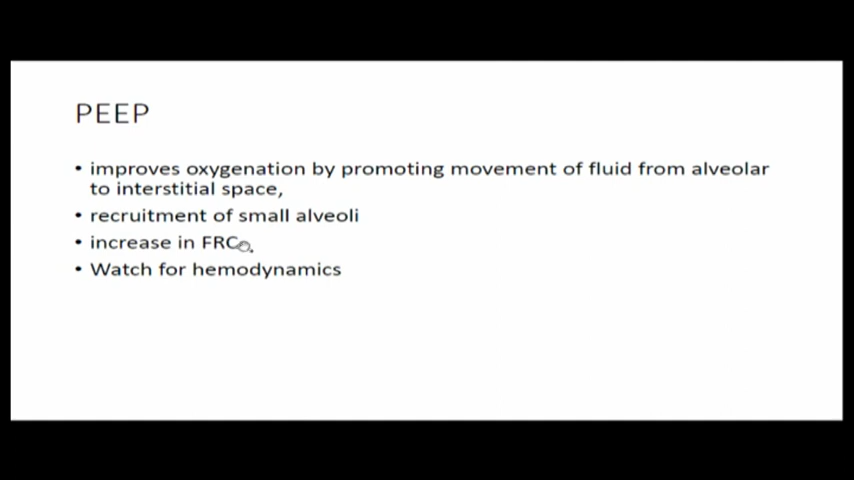 PEEP
• improves oxygenation by promoting movement of fluid from alveolar
to interstitial space,
• recruitment of small alveoli
• increase in FRC.
• Watch for hemodynamics